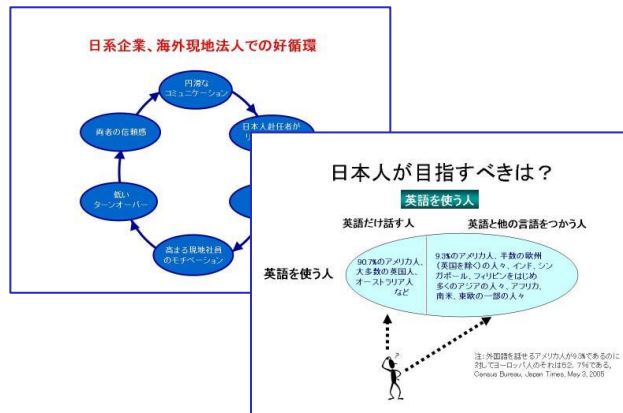 日系企業、海外現地法人での好循環
円滑な
コミュニケーション
日本人赴任者が
両者の信頼感
低い
ターンオーバー
高まる現地社員
のモチベーション
日本人が目指すべきは？
英語を使う人
英語だけ話す人
英語と他の言語をつかう人
英語を使う人
90.7%のアメリカ人、
大多数の英国人、
オーストラリア人
など
9.3%のアメリカ人、半数の欧州
(英国を除く)の人々、インド、シン
ガポール、フィリピンをはじめ
多くのアジアの人々、アフリカ、
南米、東欧の一部の人々
?
注：外国語を話せるアメリカ人が9.3%であるのに
対してヨーロッパ人のそれは52.7%である。
Census Bureau, Japan Times, May 3, 2005